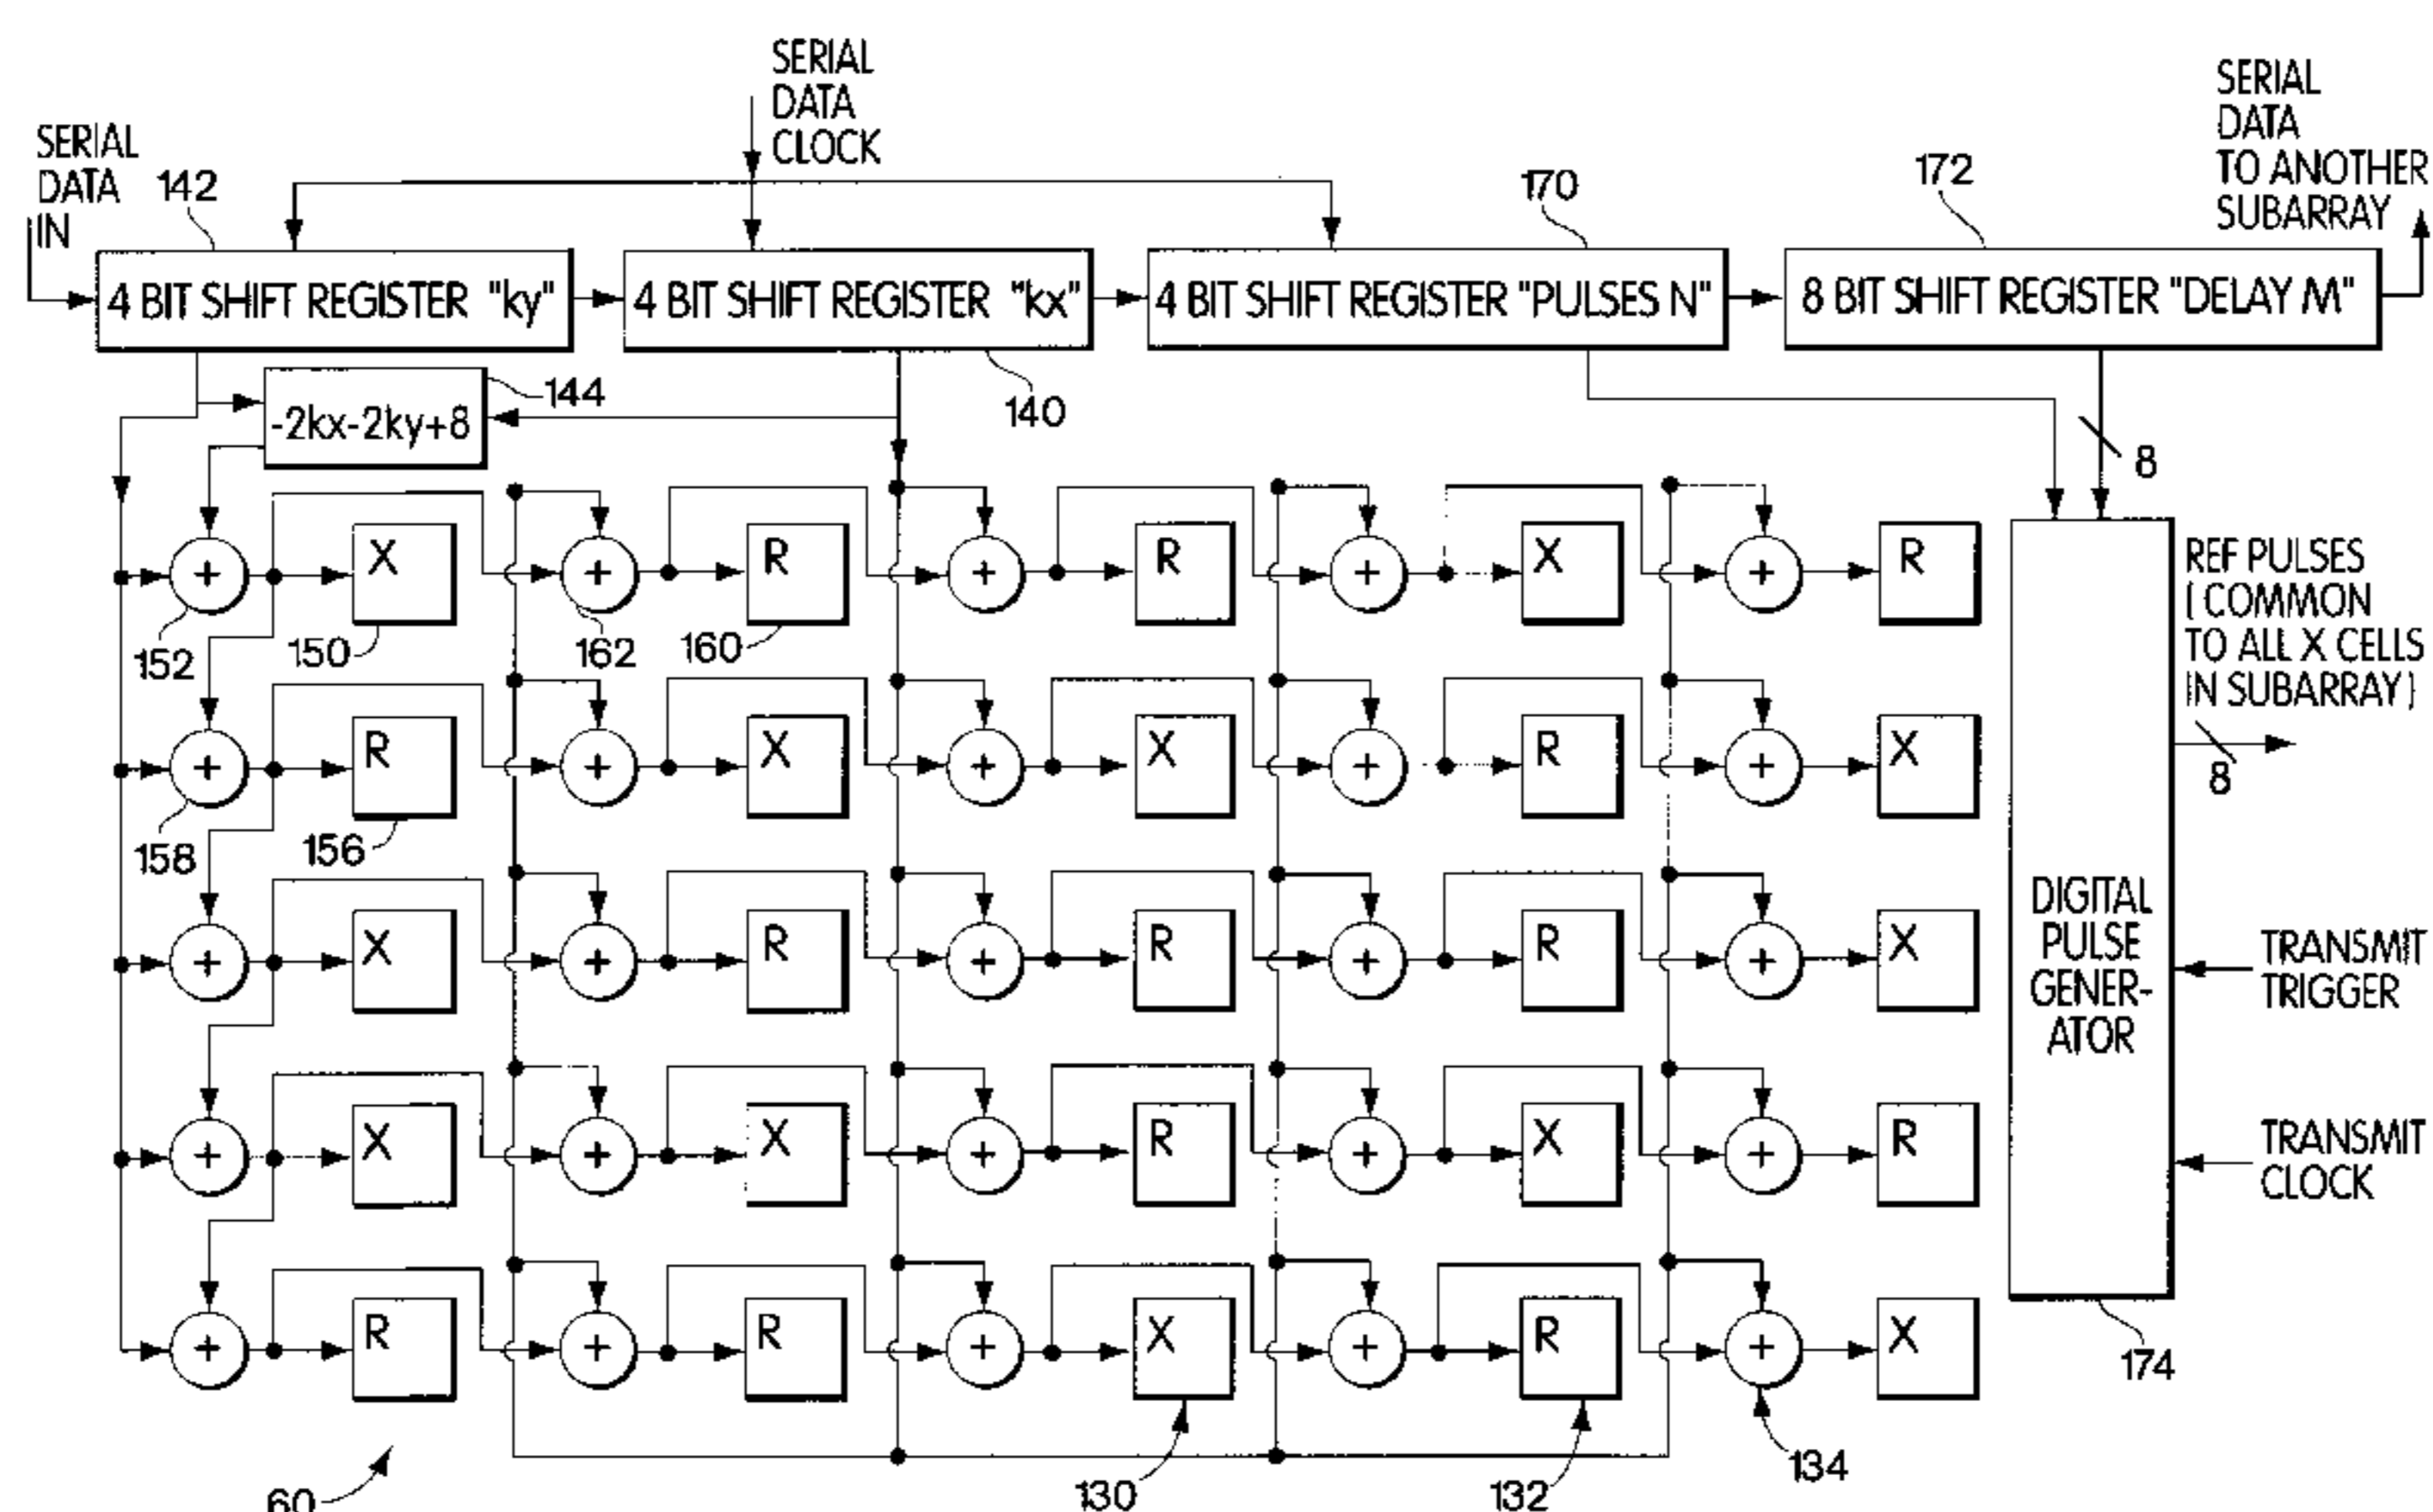 SERIAL
DATA
CLOCK
SERIAL
DATA
TO ANOTHER
SUBARRAY
SERIAL
DATA
IN
142
170
172
4 BIT SHIFT REGISTER "ky"
4 BIT SHIFT REGISTER "kx"
4 BIT SHIFT REGISTER "PULSES N"
8 BIT SHIFT REGISTER "DELAY M"
144
-2kx-2ky+8
140
8
+ X + R + R + X + R
152
150
162
160
REF PULSES
( COMMON
TO ALL X CELLS
IN SUBARRAY )
8
+ R + X + X + R + X
158
156
+ X + R + R + R + X
DIGITAL
PULSE
GENER-
ATOR
TRANSMIT
TRIGGER
+ X + X + R + X + R
TRANSMIT
CLOCK
+ R + R + X + R + X
174
60
130
132
134